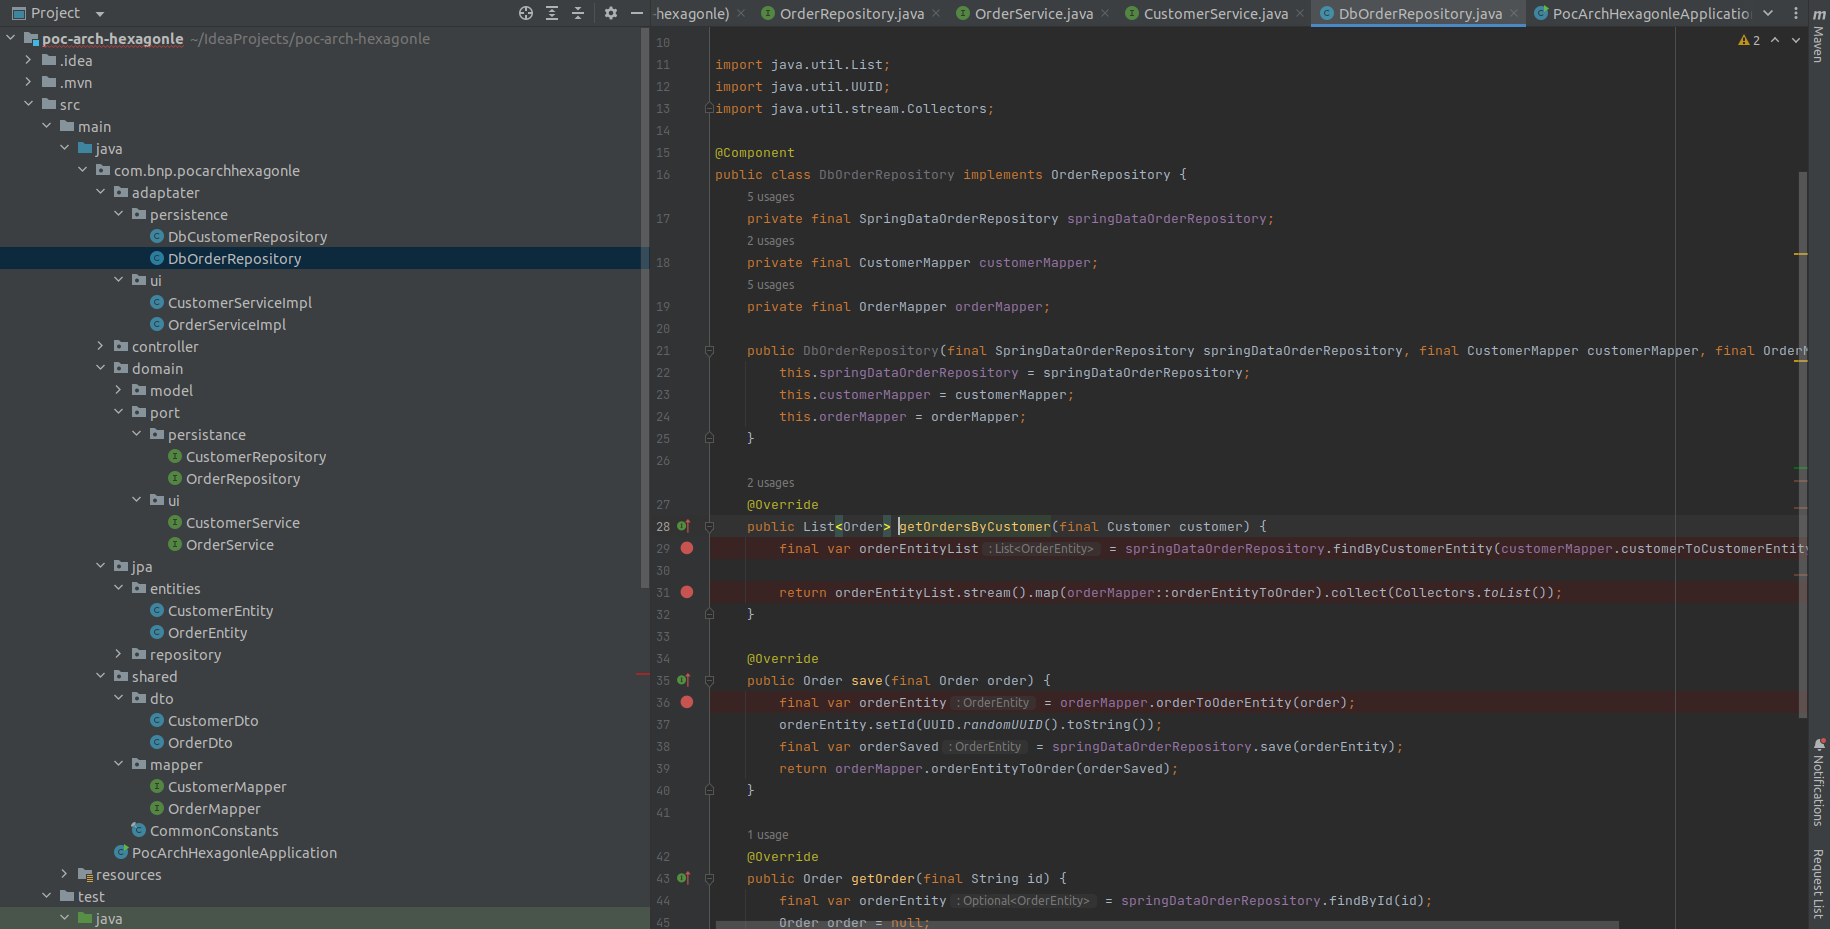 Project
poc-arch-hexagonle ~/IdeaProjects/poc-arch-hexagonle
.idea
.mvn
src
main
java
com.bnp.pocarchhexagonle
adaptater
persistence
DbCustomerRepository
DbOrderRepository
ui
CustomerServiceImpl
OrderServiceImpl
controller
domain
model
port
persistance
CustomerRepository
OrderRepository
ui
CustomerService
OrderService
jpa
entities
CustomerEntity
OrderEntity
repository
shared
dto
CustomerDto
OrderDto
mapper
CustomerMapper
OrderMapper
CommonConstants
PocArchHexagonleApplication
resources
test
java
-hexagonle) OrderRepository.java OrderService.java CustomerService.java DbOrderRepository.java PocArchHexagonleApplicatio
2
10
11 import java.util.List;
12 import java.util.UUID;
13 import java.util.stream.Collectors;
14
15 @Component
16 public class DbOrderRepository implements OrderRepository {
5 usages
17 private final SpringDataOrderRepository springDataOrderRepository;
2 usages
18 private final CustomerMapper customerMapper;
5 usages
19 private final OrderMapper orderMapper;
20
21 public DbOrderRepository(final SpringDataOrderRepository springDataOrderRepository, final CustomerMapper customerMapper, final OrderM
22 this.springDataOrderRepository = springDataOrderRepository;
23 this.customerMapper = customerMapper;
24 this.orderMapper = orderMapper;
25 }
26
2 usages
27 @Override
28 public List<Order> getOrdersByCustomer(final Customer customer) {
29 final var orderEntityList : List<OrderEntity> = springDataOrderRepository.findByCustomerEntity(customerMapper.customerToCustomerEntity
30
31 return orderEntityList.stream().map(orderMapper::orderEntityToOrder).collect(Collectors.toList());
32 }
33
34 @Override
35 public Order save(final Order order) {
36 final var orderEntity : OrderEntity = orderMapper.orderToOderEntity(order);
37 orderEntity.setId(UUID.randomUUID().toString());
38 final var orderSaved : OrderEntity = springDataOrderRepository.save(orderEntity);
39 return orderMapper.orderEntityToOrder(orderSaved);
40 }
41
1 usage
42 @Override
43 public Order getOrder(final String id) {
44 final var orderEntity : Optional<OrderEntity> = springDataOrderRepository.findById(id);
45 Order order = null;
m
Maven
Notifications
Request List